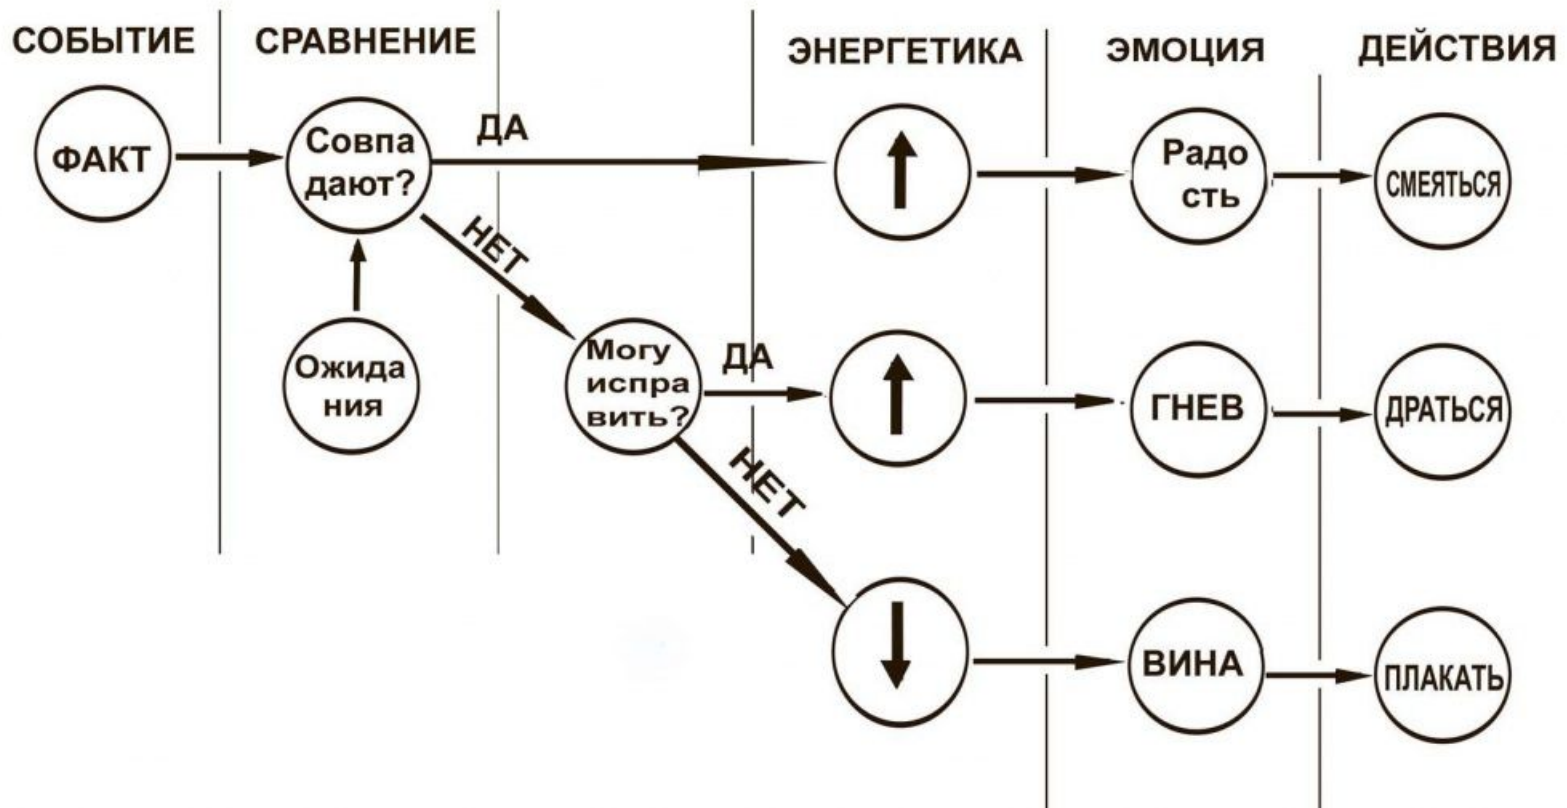 СОБЫТИЕ
СРАВНЕНИЕ
ЭНЕРГЕТИКА
ЭМОЦИЯ
ДЕЙСТВИЯ
ФАКТ
Совпа
дают?
ДА
Радо
сть
СМЕЯТЬСЯ
НЕТ
Ожида
ния
Могу
испра
вить?
ДА
ГНЕВ
ДРАТЬСЯ
НЕТ
ВИНА
ПЛАКАТЬ